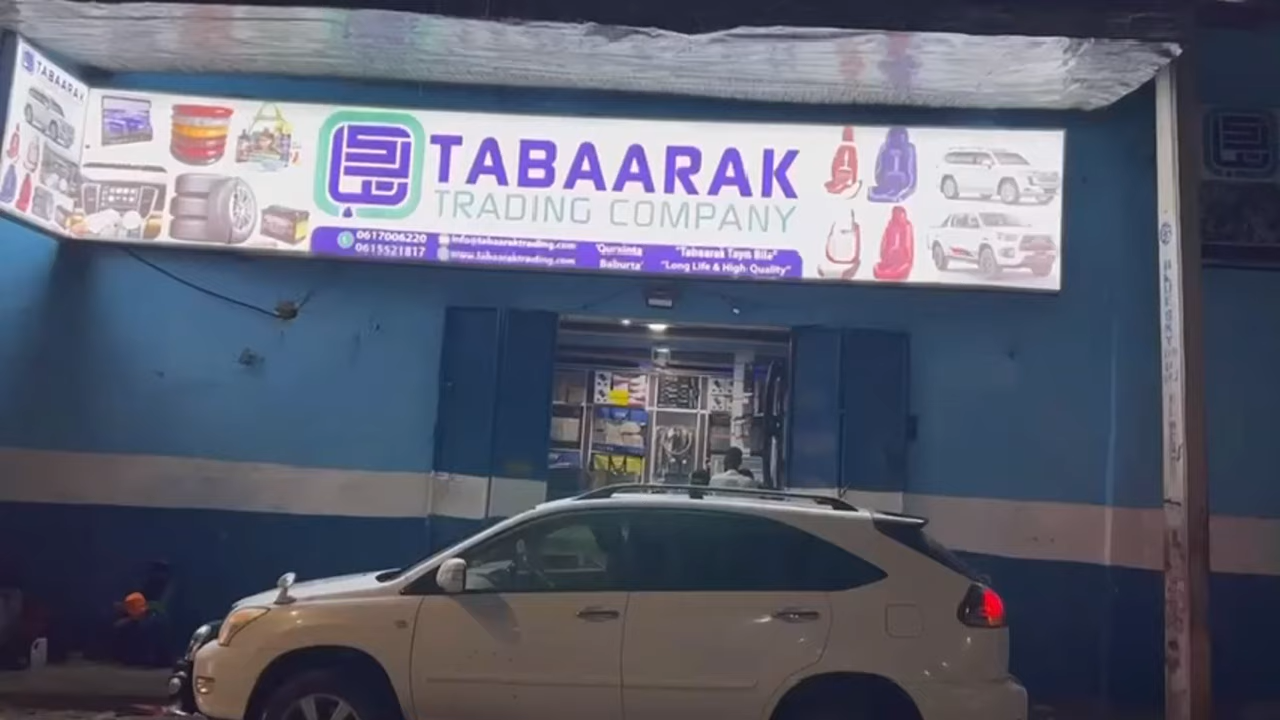 TABAARAK
TABAARAK
TRADING COMPANY
0617006220
0615521817
info@tabaaraktrading.com
www.tabaaraktrading.com
'Qurxinta
Baburta'
"Tabaarak Tayo Bila"
"Long Life & High Quality"